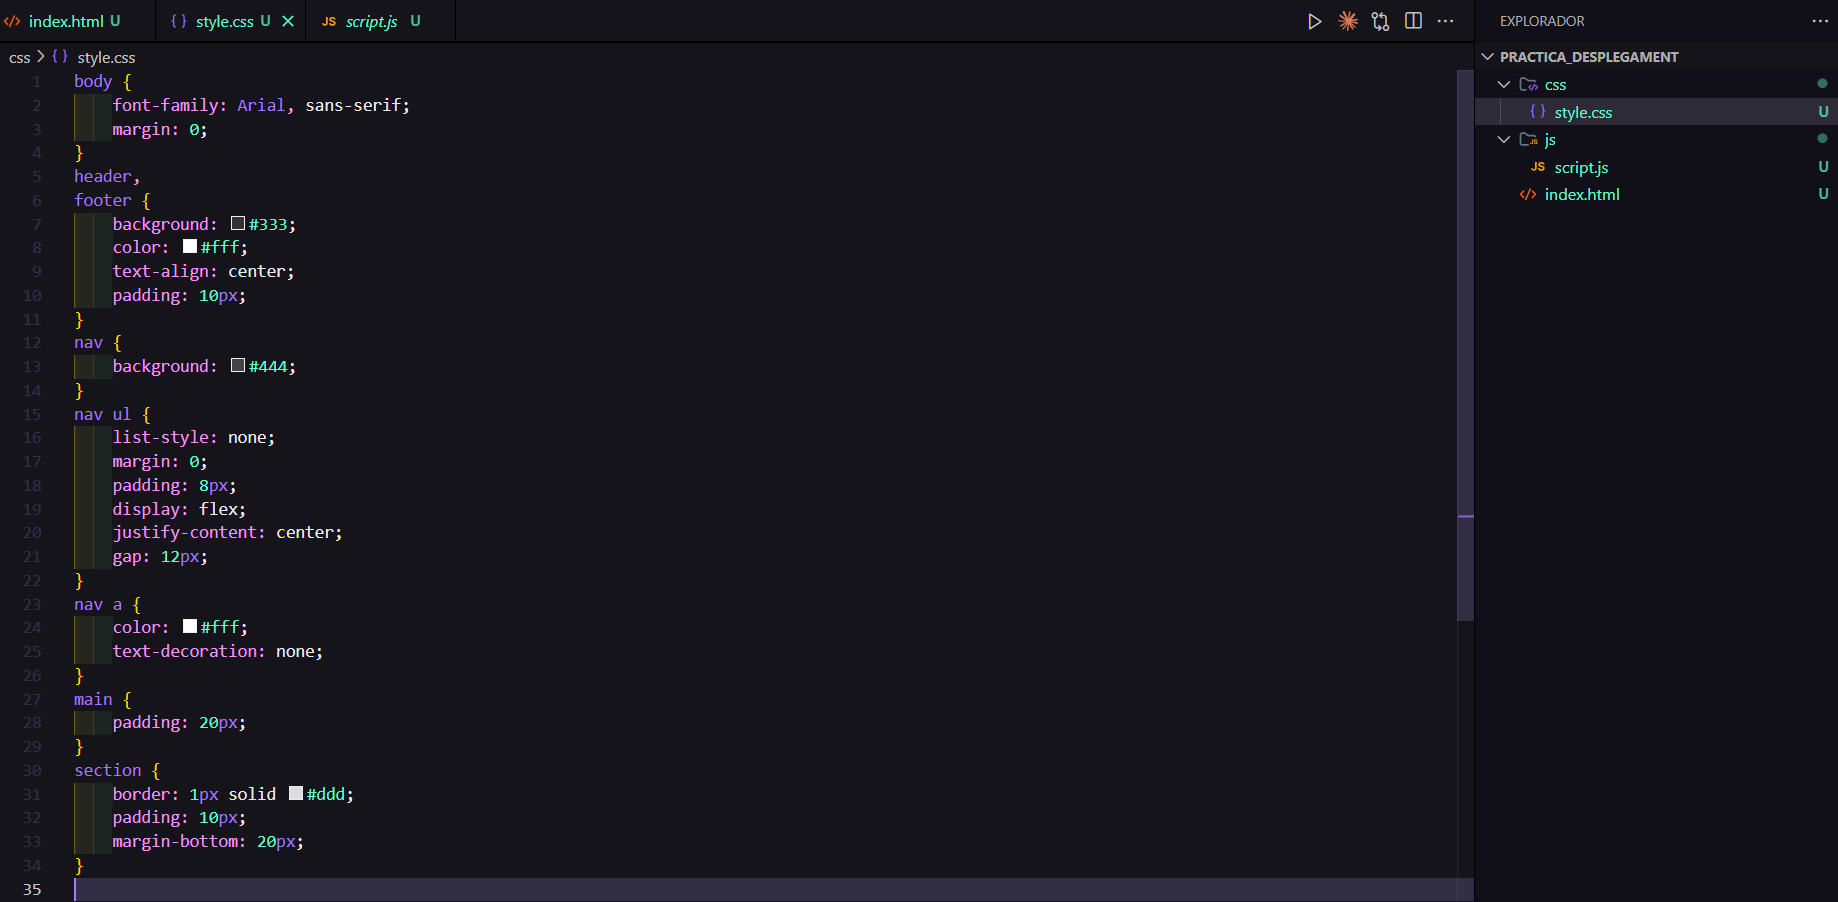 index.html U
style.css U
JS script.js U
EXPLORADOR
css > style.css
PRACTICA_DESPLEGAMENT
css
style.css U
js
JS script.js U
index.html U
1 body {
2 font-family: Arial, sans-serif;
3 margin: 0;
4 }
5 header,
6 footer {
7 background: #333;
8 color: #fff;
9 text-align: center;
10 padding: 10px;
11 }
12 nav {
13 background: #444;
14 }
15 nav ul {
16 list-style: none;
17 margin: 0;
18 padding: 8px;
19 display: flex;
20 justify-content: center;
21 gap: 12px;
22 }
23 nav a {
24 color: #fff;
25 text-decoration: none;
26 }
27 main {
28 padding: 20px;
29 }
30 section {
31 border: 1px solid #ddd;
32 padding: 10px;
33 margin-bottom: 20px;
34 }
35